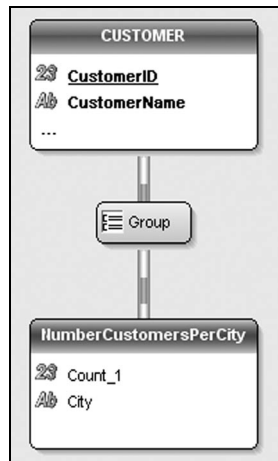 CUSTOMER
23 CustomerID
Ab CustomerName
...
Group
NumberCustomersPerCity
23 Count_1
Ab City